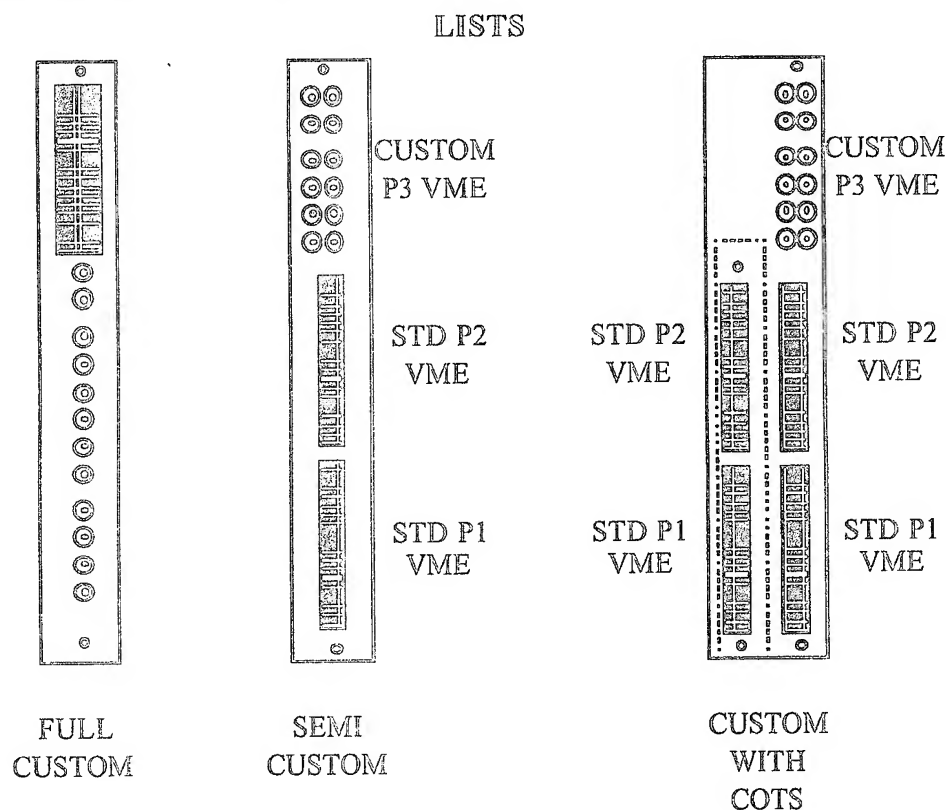 LISTS
CUSTOM
P3 VME
CUSTOM
P3 VME
STD P2
VME
STD P2
VME
STD P2
VME
STD P1
VME
STD P1
VME
STD P1
VME
FULL
CUSTOM
SEMI
CUSTOM
CUSTOM
WITH
COTS